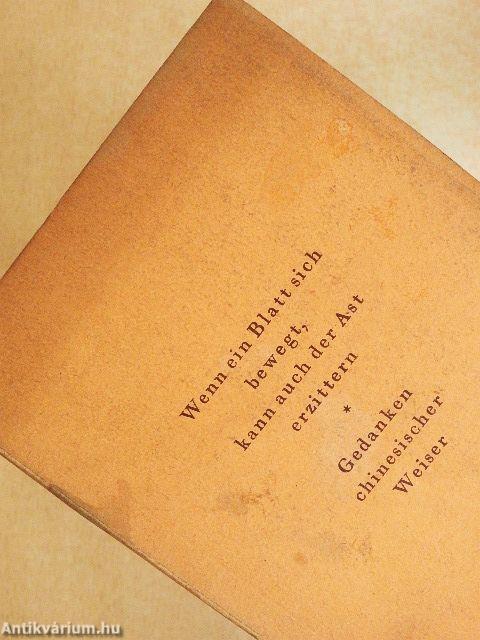 Wenn ein Blatt sich
bewegt,
kann auch der Ast
erzittern
*
Gedanken
chinesischer
Weiser
Antikvárium.hu